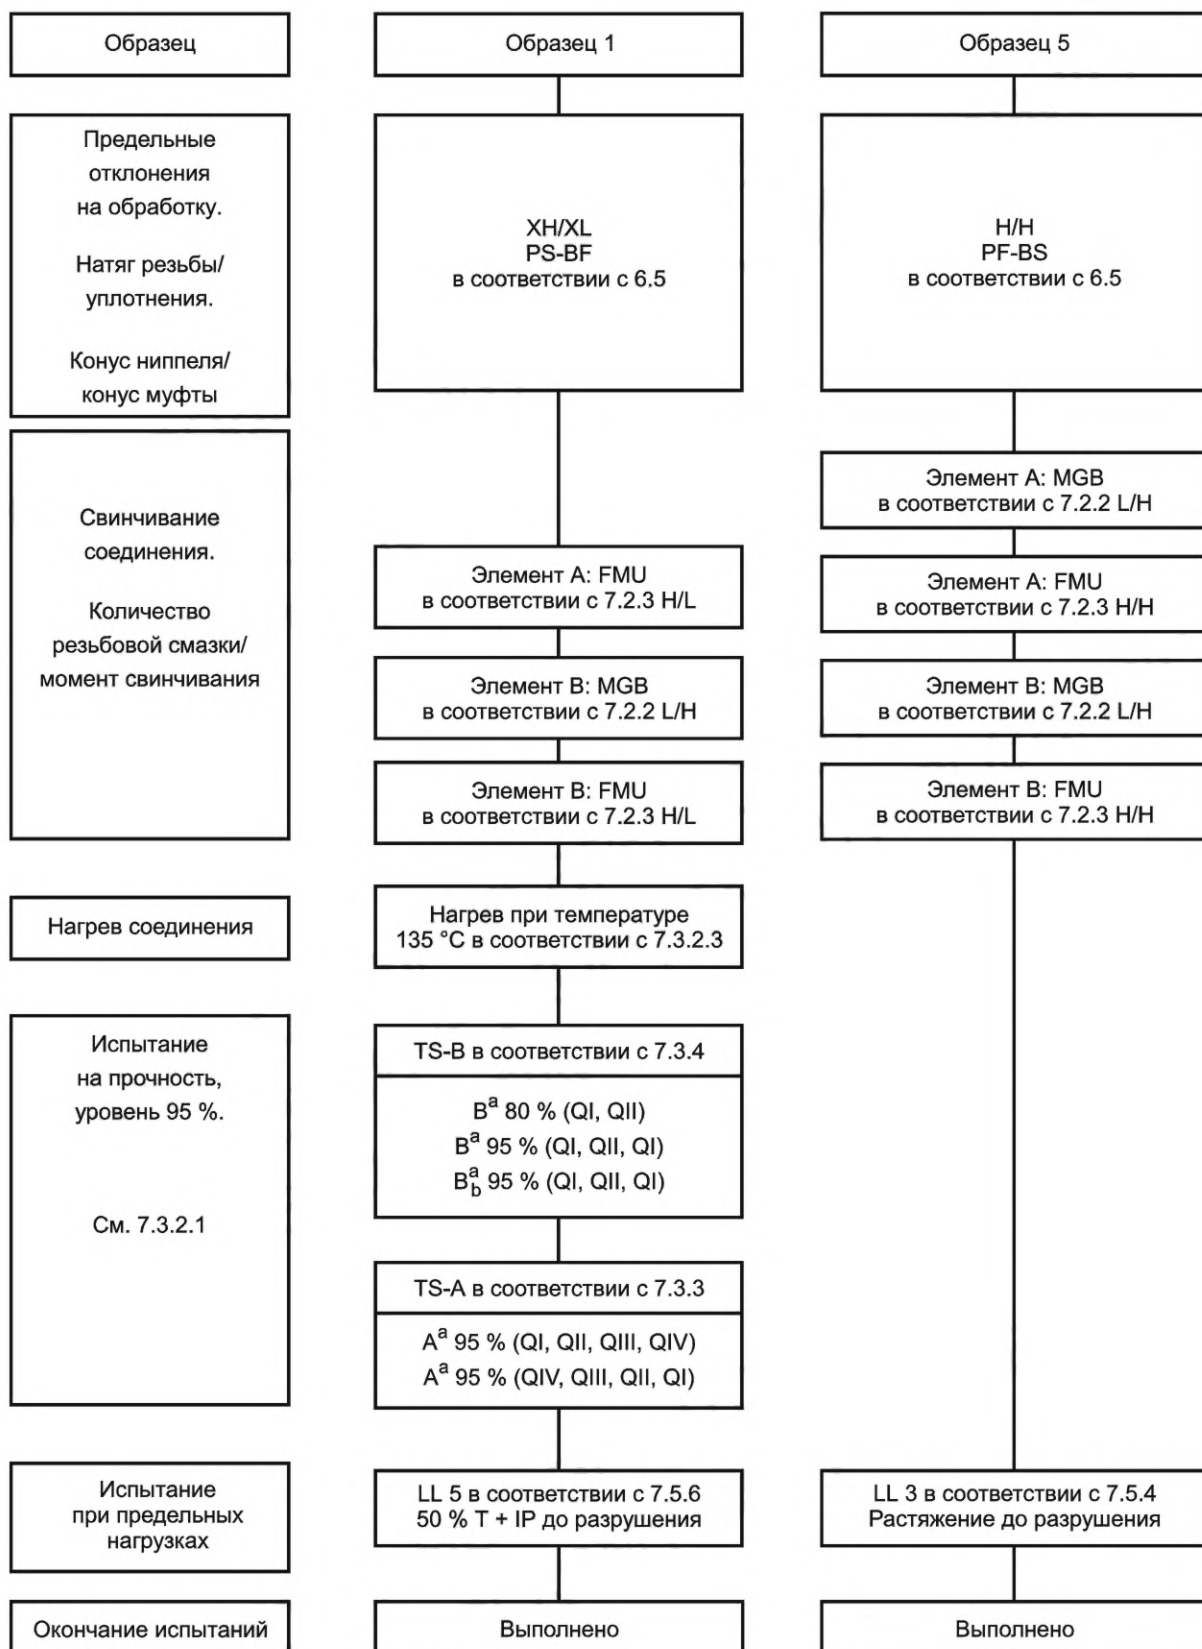 Образец
Образец 1
Образец 5
Предельные
отклонения
на обработку.
Натяг резьбы/
уплотнения.
Конус ниппеля/
конус муфты
XH/XL
PS-BF
в соответствии с 6.5
H/H
PF-BS
в соответствии с 6.5
Свинчивание
соединения.
Количество
резьбовой смазки/
момент свинчивания
Элемент А: FMU
в соответствии с 7.2.3 H/L
Элемент В: MGB
в соответствии с 7.2.2 L/H
Элемент В: FMU
в соответствии с 7.2.3 H/L
Элемент А: MGB
в соответствии с 7.2.2 L/H
Элемент А: FMU
в соответствии с 7.2.3 H/H
Элемент В: MGB
в соответствии с 7.2.2 L/H
Элемент В: FMU
в соответствии с 7.2.3 H/H
Нагрев соединения
Нагрев при температуре
135 °C в соответствии с 7.3.2.3
Испытание
на прочность,
уровень 95 %.
См. 7.3.2.1
TS-B в соответствии с 7.3.4
Bᵃ 80 % (QI, QII)
Bᵃ 95 % (QI, QII, QI)
Bᵃb 95 % (QI, QII, QI)
TS-A в соответствии с 7.3.3
Aᵃ 95 % (QI, QII, QIII, QIV)
Aᵃ 95 % (QIV, QIII, QII, QI)
Испытание
при предельных
нагрузках
LL 5 в соответствии с 7.5.6
50 % T + IP до разрушения
LL 3 в соответствии с 7.5.4
Растяжение до разрушения
Окончание испытаний
Выполнено
Выполнено